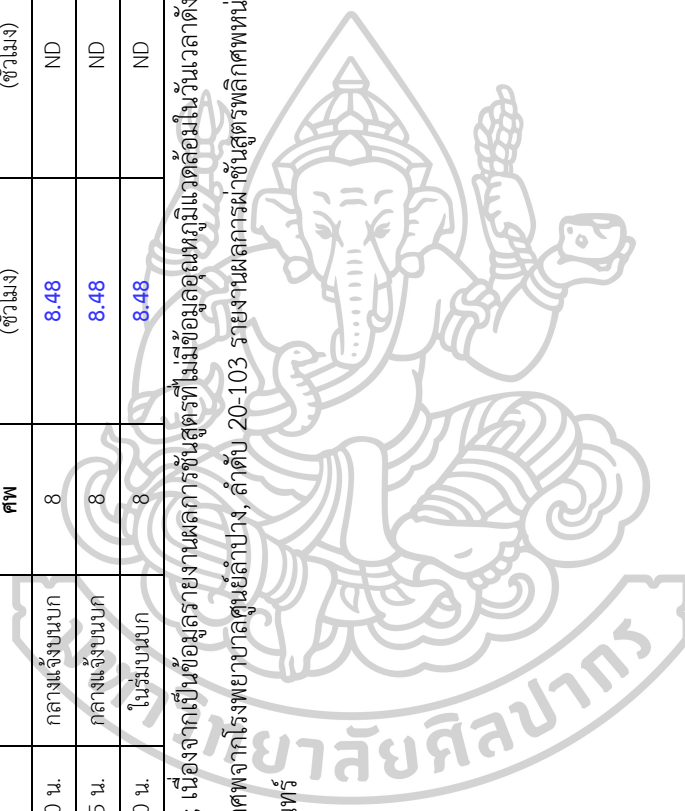 ศพ (ชั่วโมง) (ชั่วโมง)
0 น. กลางแจ้งบนบก 8 8.48 ND
5 น. กลางแจ้งบนบก 8 8.48 ND
0 น. ในร่มบนบก 8 8.48 ND
เนื่องจากเป็นข้อมูลรายงานผลการชันสูตรที่ไม่มีข้อมูลอุณหภูมิแวดล้อมในวันเวลาดัง
ศพจากโรงพยาบาลศูนย์ลำปาง, ลำดับ 20-103 รายงานผลการผ่าชันสูตรพลิกศพหน่
นทร์
วิทยาลัยศิลปากร